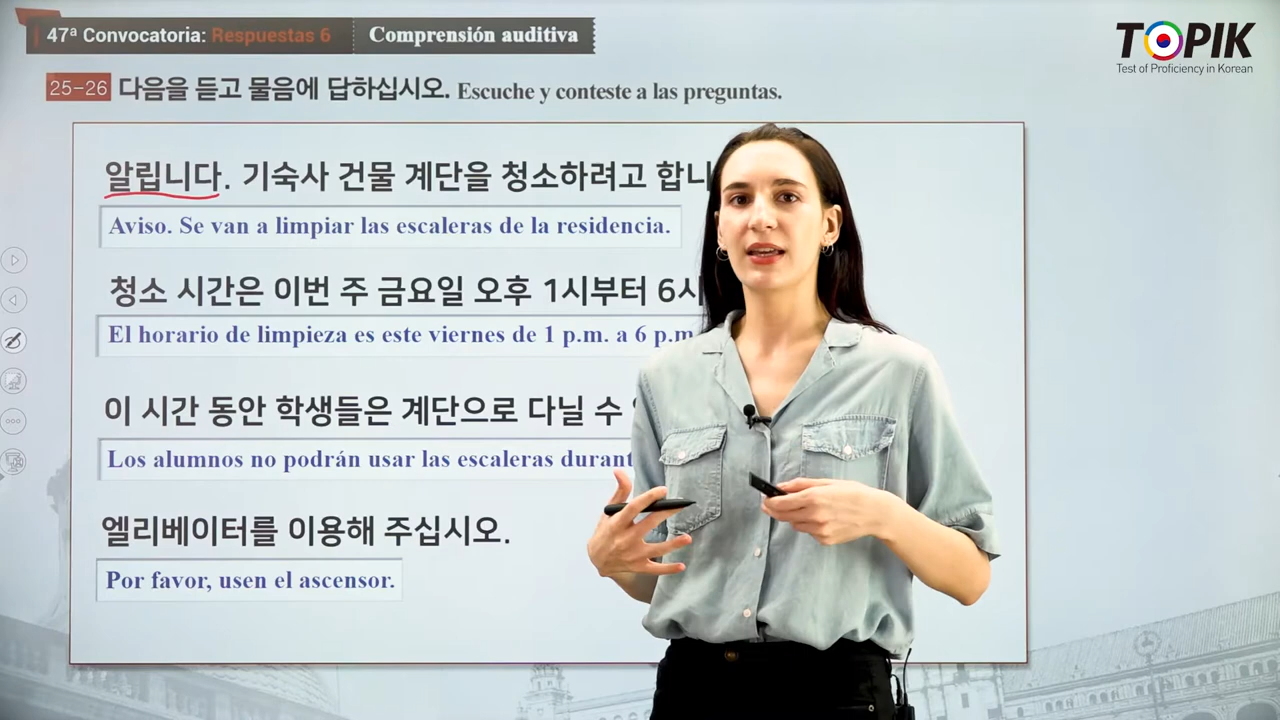 47ª Convocatoria: Respuestas 6 Comprensión auditiva
TOPIK
Test of Proficiency in Korean
25-26 다음을 듣고 물음에 답하십시오. Escuche y conteste a las preguntas.
알립니다. 기숙사 건물 계단을 청소하려고
Aviso. Se van a limpiar las escaleras de la residencia.
청소 시간은 이번 주 금요일 오후 1시부터 6시
El horario de limpieza es este viernes de 1 p.m. a 6 p.m
이 시간 동안 학생들은 계단으로 다닐 수
Los alumnos no podrán usar las escaleras
엘리베이터를 이용해 주십시오.
Por favor, usen el ascensor.